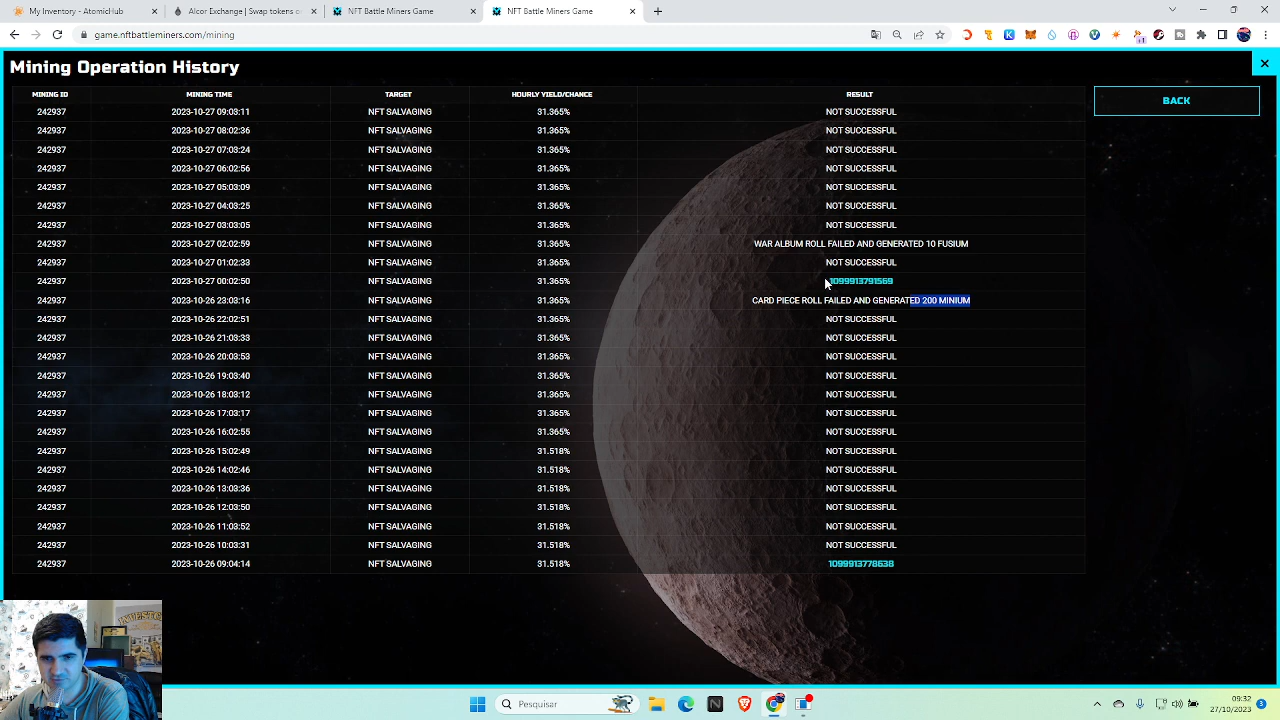 My Inventory - AtomicHub
Alcor Exchange | Swap tokens o
NFT Battle Miners Game
NFT Battle Miners Game
game.nftbattleminers.com/mining
Mining Operation History
BACK
MINING ID MINING TIME TARGET HOURLY YIELD/CHANCE RESULT
242937 2023-10-27 09:03:11 NFT SALVAGING 31.365% NOT SUCCESSFUL
242937 2023-10-27 08:02:36 NFT SALVAGING 31.365% NOT SUCCESSFUL
242937 2023-10-27 07:03:24 NFT SALVAGING 31.365% NOT SUCCESSFUL
242937 2023-10-27 06:02:56 NFT SALVAGING 31.365% NOT SUCCESSFUL
242937 2023-10-27 05:03:09 NFT SALVAGING 31.365% NOT SUCCESSFUL
242937 2023-10-27 04:03:25 NFT SALVAGING 31.365% NOT SUCCESSFUL
242937 2023-10-27 03:03:05 NFT SALVAGING 31.365% NOT SUCCESSFUL
242937 2023-10-27 02:02:59 NFT SALVAGING 31.365% WAR ALBUM ROLL FAILED AND GENERATED 10 FUSIUM
242937 2023-10-27 01:02:33 NFT SALVAGING 31.365% NOT SUCCESSFUL
242937 2023-10-27 00:02:50 NFT SALVAGING 31.365% 1099913791569
242937 2023-10-26 23:03:16 NFT SALVAGING 31.365% CARD PIECE ROLL FAILED AND GENERATED 200 MINIUM
242937 2023-10-26 22:02:51 NFT SALVAGING 31.365% NOT SUCCESSFUL
242937 2023-10-26 21:03:33 NFT SALVAGING 31.365% NOT SUCCESSFUL
242937 2023-10-26 20:03:53 NFT SALVAGING 31.365% NOT SUCCESSFUL
242937 2023-10-26 19:03:40 NFT SALVAGING 31.365% NOT SUCCESSFUL
242937 2023-10-26 18:03:12 NFT SALVAGING 31.365% NOT SUCCESSFUL
242937 2023-10-26 17:03:17 NFT SALVAGING 31.365% NOT SUCCESSFUL
242937 2023-10-26 16:02:55 NFT SALVAGING 31.365% NOT SUCCESSFUL
242937 2023-10-26 15:02:49 NFT SALVAGING 31.518% NOT SUCCESSFUL
242937 2023-10-26 14:02:46 NFT SALVAGING 31.518% NOT SUCCESSFUL
242937 2023-10-26 13:03:36 NFT SALVAGING 31.518% NOT SUCCESSFUL
242937 2023-10-26 12:03:50 NFT SALVAGING 31.518% NOT SUCCESSFUL
242937 2023-10-26 11:03:52 NFT SALVAGING 31.518% NOT SUCCESSFUL
242937 2023-10-26 10:03:31 NFT SALVAGING 31.518% NOT SUCCESSFUL
242937 2023-10-26 09:04:14 NFT SALVAGING 31.518% 1099913778638
Pesquisar
09:32
27/10/2023
3